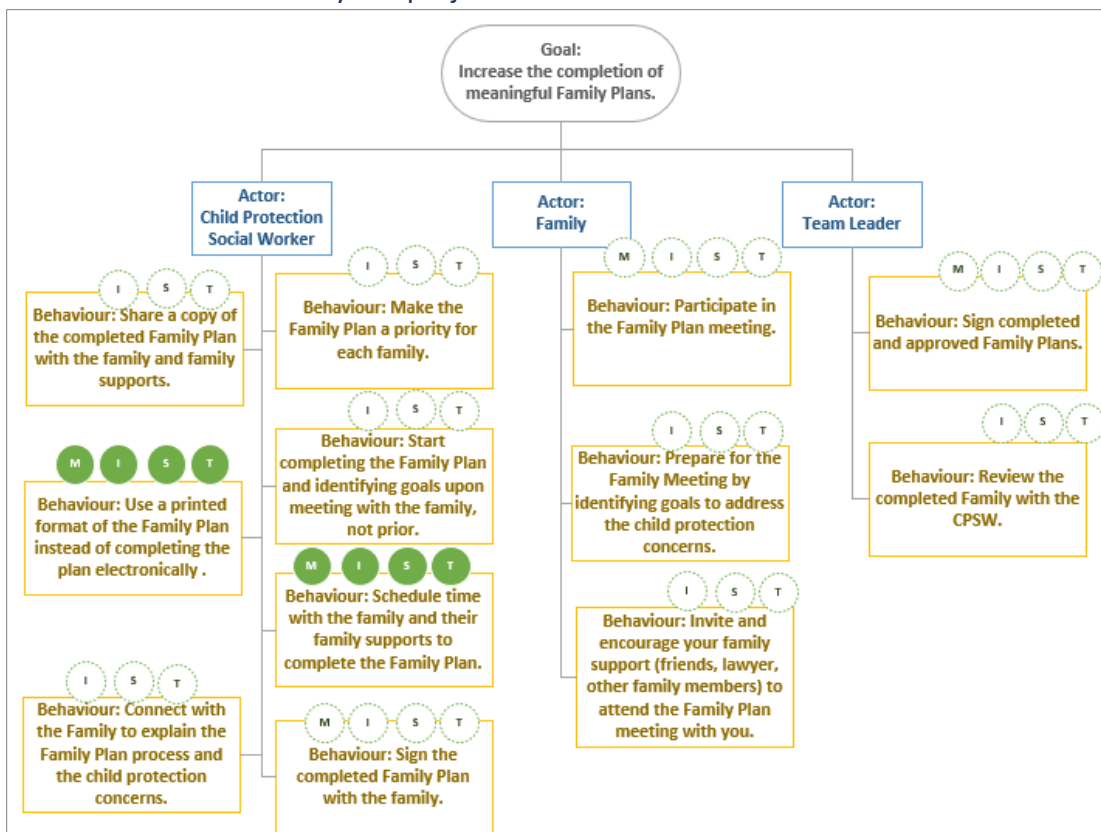 Goal:
Increase the completion of
meaningful Family Plans.
Actor:
Child Protection
Social Worker
Actor:
Family
Actor:
Team Leader
I S T
Behaviour: Share a copy of
the completed Family Plan
with the family and family
supports.
I S T
Behaviour: Make the
Family Plan a priority for
each family.
M I S T
Behaviour: Use a printed
format of the Family Plan
instead of completing the
plan electronically .
I S T
Behaviour: Start
completing the Family Plan
and identifying goals upon
meeting with the family,
not prior.
M I S T
Behaviour: Schedule time
with the family and their
family supports to
complete the Family Plan.
I S T
Behaviour: Connect with
the Family to explain the
Family Plan process and
the child protection
concerns.
M I S T
Behaviour: Sign the
completed Family Plan
with the family.
M I S T
Behaviour: Participate in
the Family Plan meeting.
I S T
Behaviour: Prepare for the
Family Meeting by
identifying goals to address
the child protection
concerns.
I S T
Behaviour: Invite and
encourage your family
support (friends, lawyer,
other family members) to
attend the Family Plan
meeting with you.
M I S T
Behaviour: Sign completed
and approved Family Plans.
I S T
Behaviour: Review the
completed Family with the
CPSW.